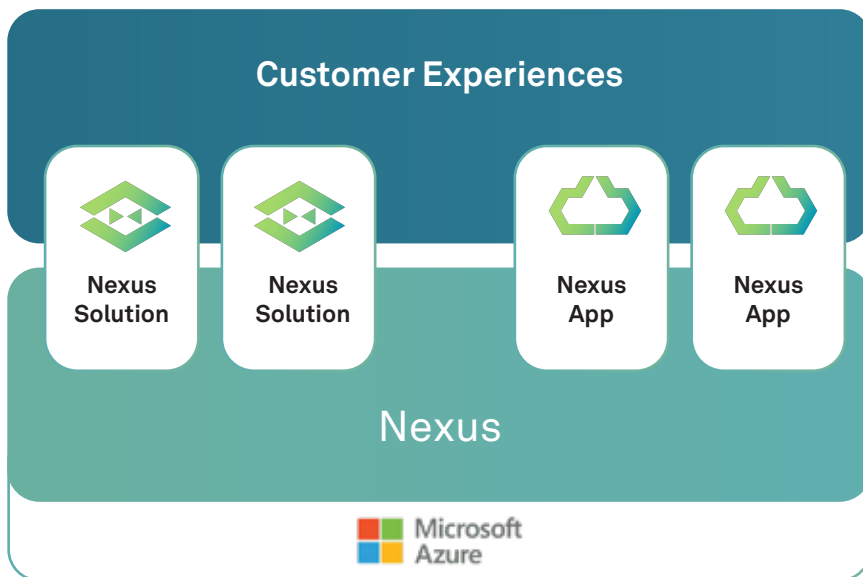 Customer Experiences
Nexus
Solution
Nexus
Solution
Nexus
App
Nexus
App
Nexus
Microsoft
Azure